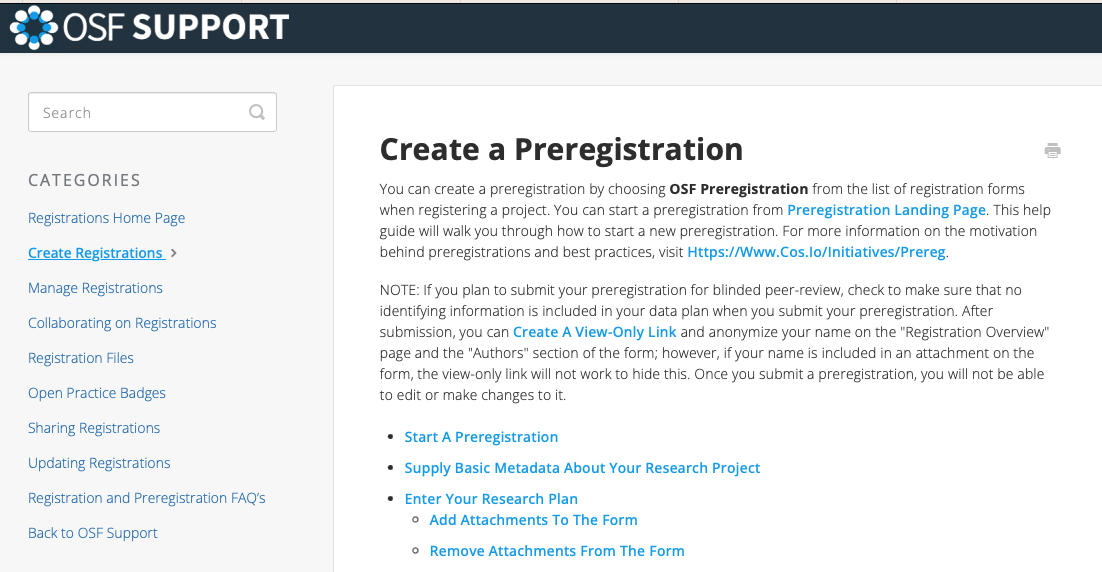 OSF SUPPORT
Search
CATEGORIES
Registrations Home Page
Create Registrations
Manage Registrations
Collaborating on Registrations
Registration Files
Open Practice Badges
Sharing Registrations
Updating Registrations
Registration and Preregistration FAQ's
Back to OSF Support
Create a Preregistration
You can create a preregistration by choosing OSF Preregistration from the list of registration forms
when registering a project. You can start a preregistration from Preregistration Landing Page. This help
guide will walk you through how to start a new preregistration. For more information on the motivation
behind preregistrations and best practices, visit Https://Www.Cos.Io/Initiatives/Prereg.
NOTE: If you plan to submit your preregistration for blinded peer-review, check to make sure that no
identifying information is included in your data plan when you submit your preregistration. After
submission, you can Create A View-Only Link and anonymize your name on the "Registration Overview"
page and the "Authors" section of the form; however, if your name is included in an attachment on the
form, the view-only link will not work to hide this. Once you submit a preregistration, you will not be able
to edit or make changes to it.
Start A Preregistration
Supply Basic Metadata About Your Research Project
Enter Your Research Plan
Add Attachments To The Form
Remove Attachments From The Form